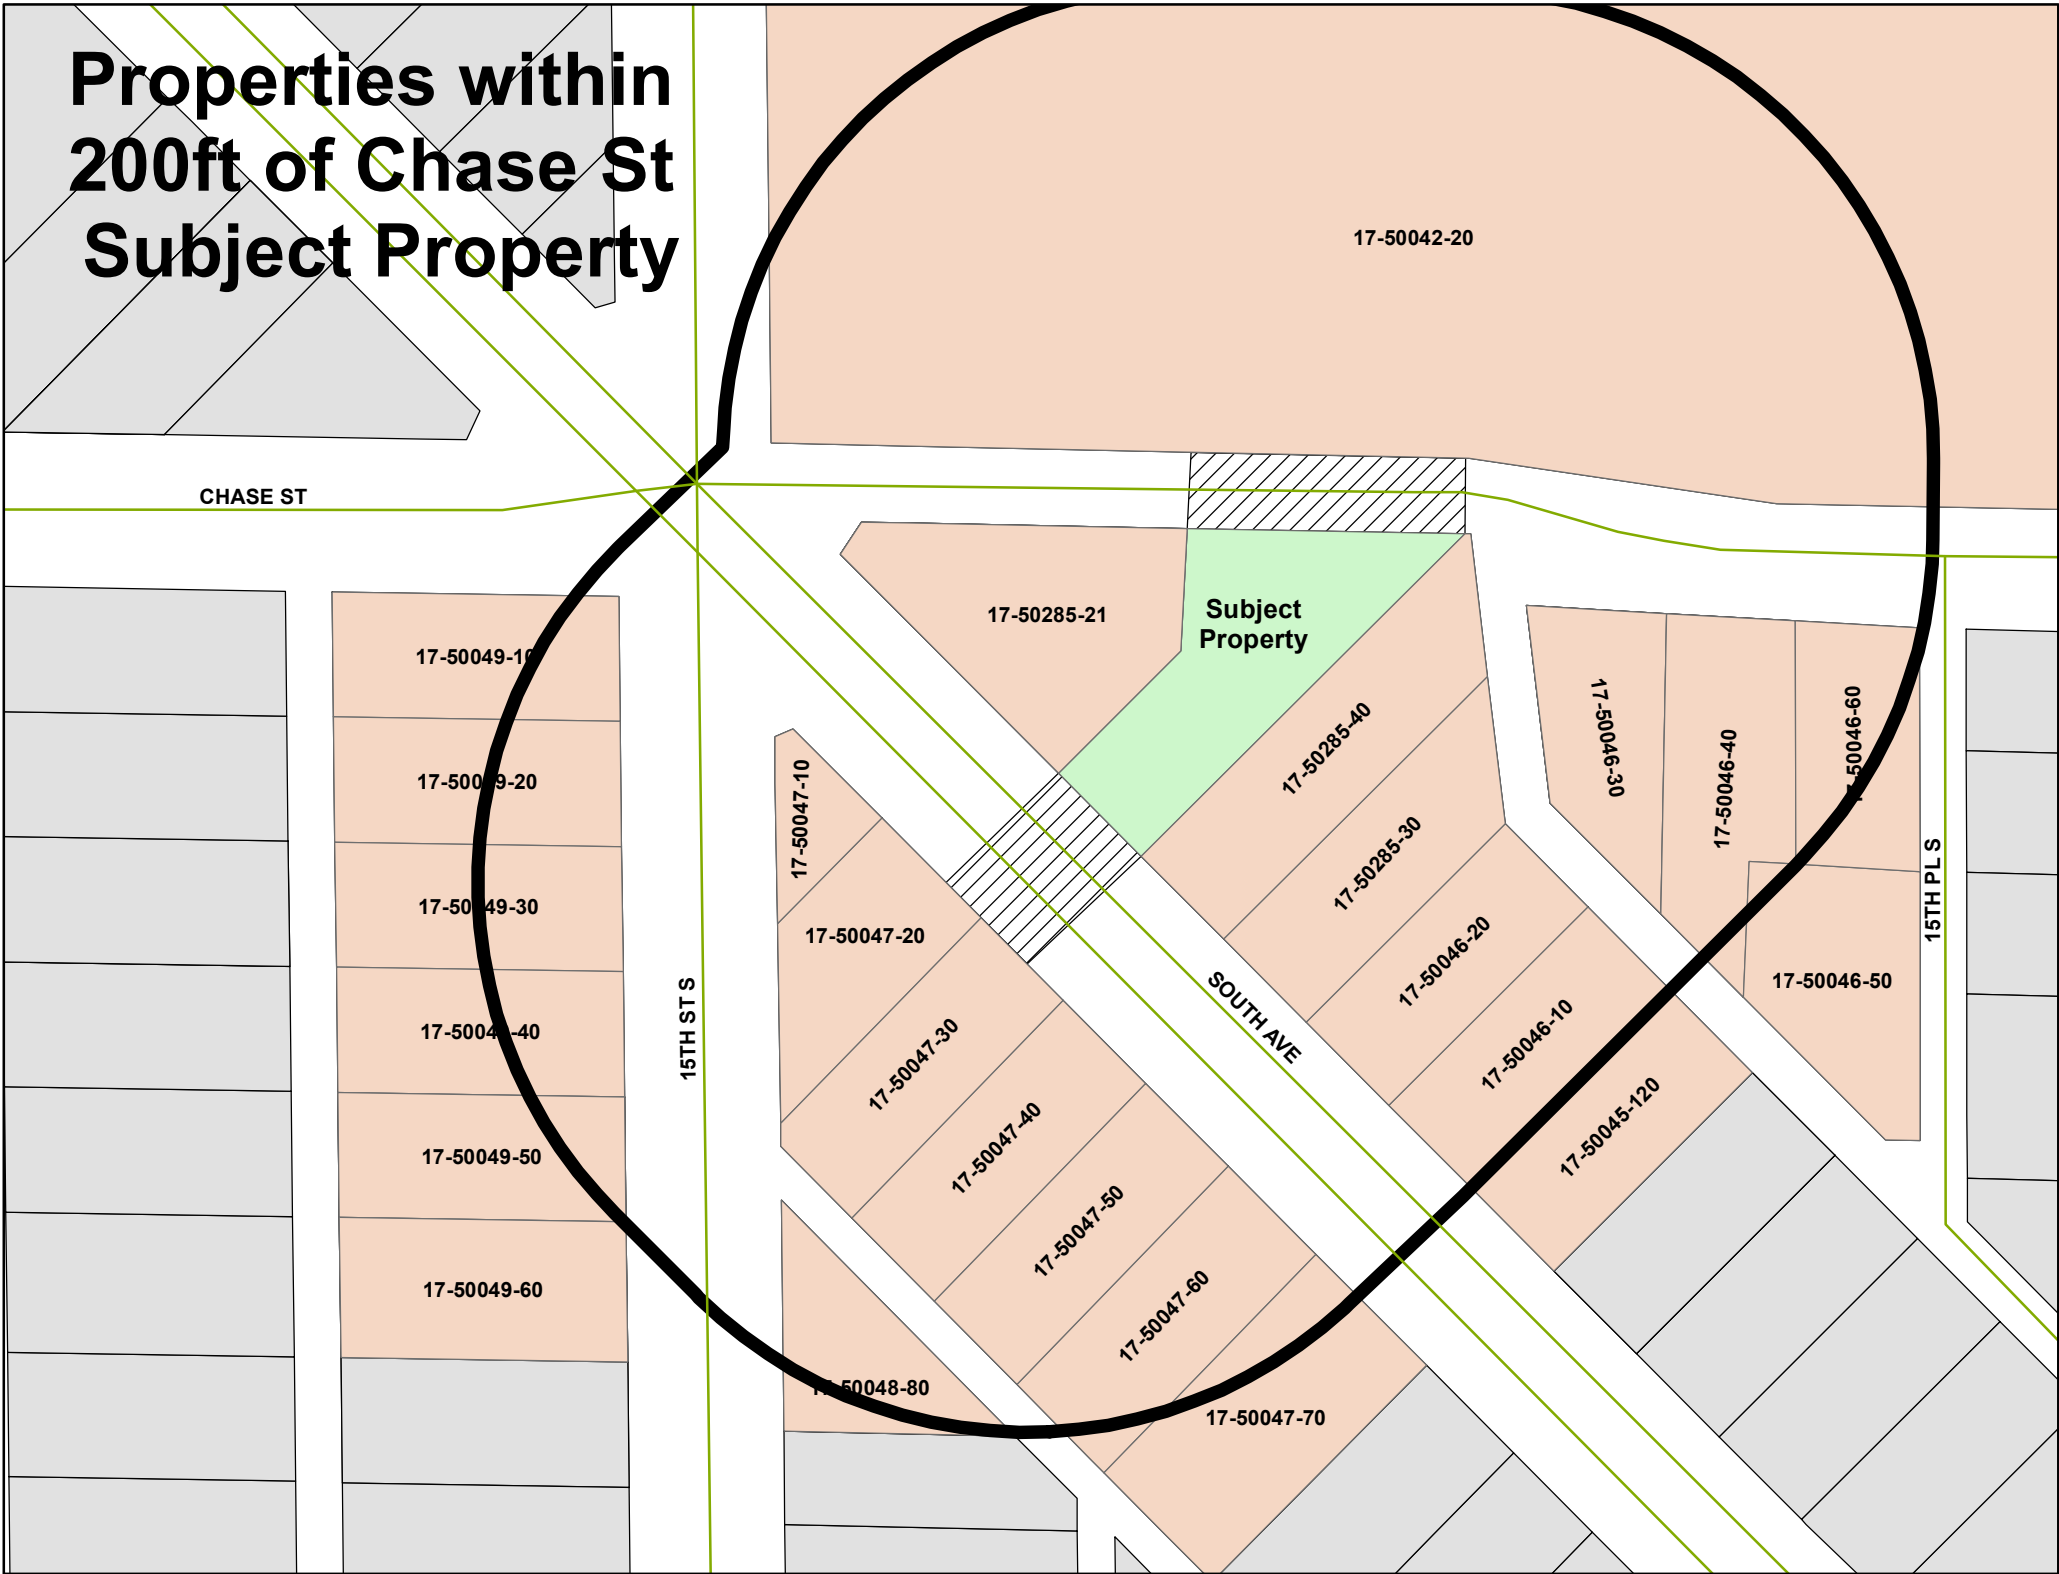 Properties within
200ft of Chase St
Subject Property
17-50042-20
CHASE ST
17-50285-21
Subject
Property
17-50049-10
17-50049-20
17-50049-30
17-50049-40
17-50049-50
17-50049-60
15TH ST S
17-50047-10
17-50047-20
17-50047-30
17-50047-40
17-50047-50
17-50047-60
17-50047-70
17-50048-80
SOUTH AVE
17-50285-40
17-50285-30
17-50046-20
17-50046-10
17-50045-120
17-50046-30
17-50046-40
17-50046-60
17-50046-50
15TH PL S